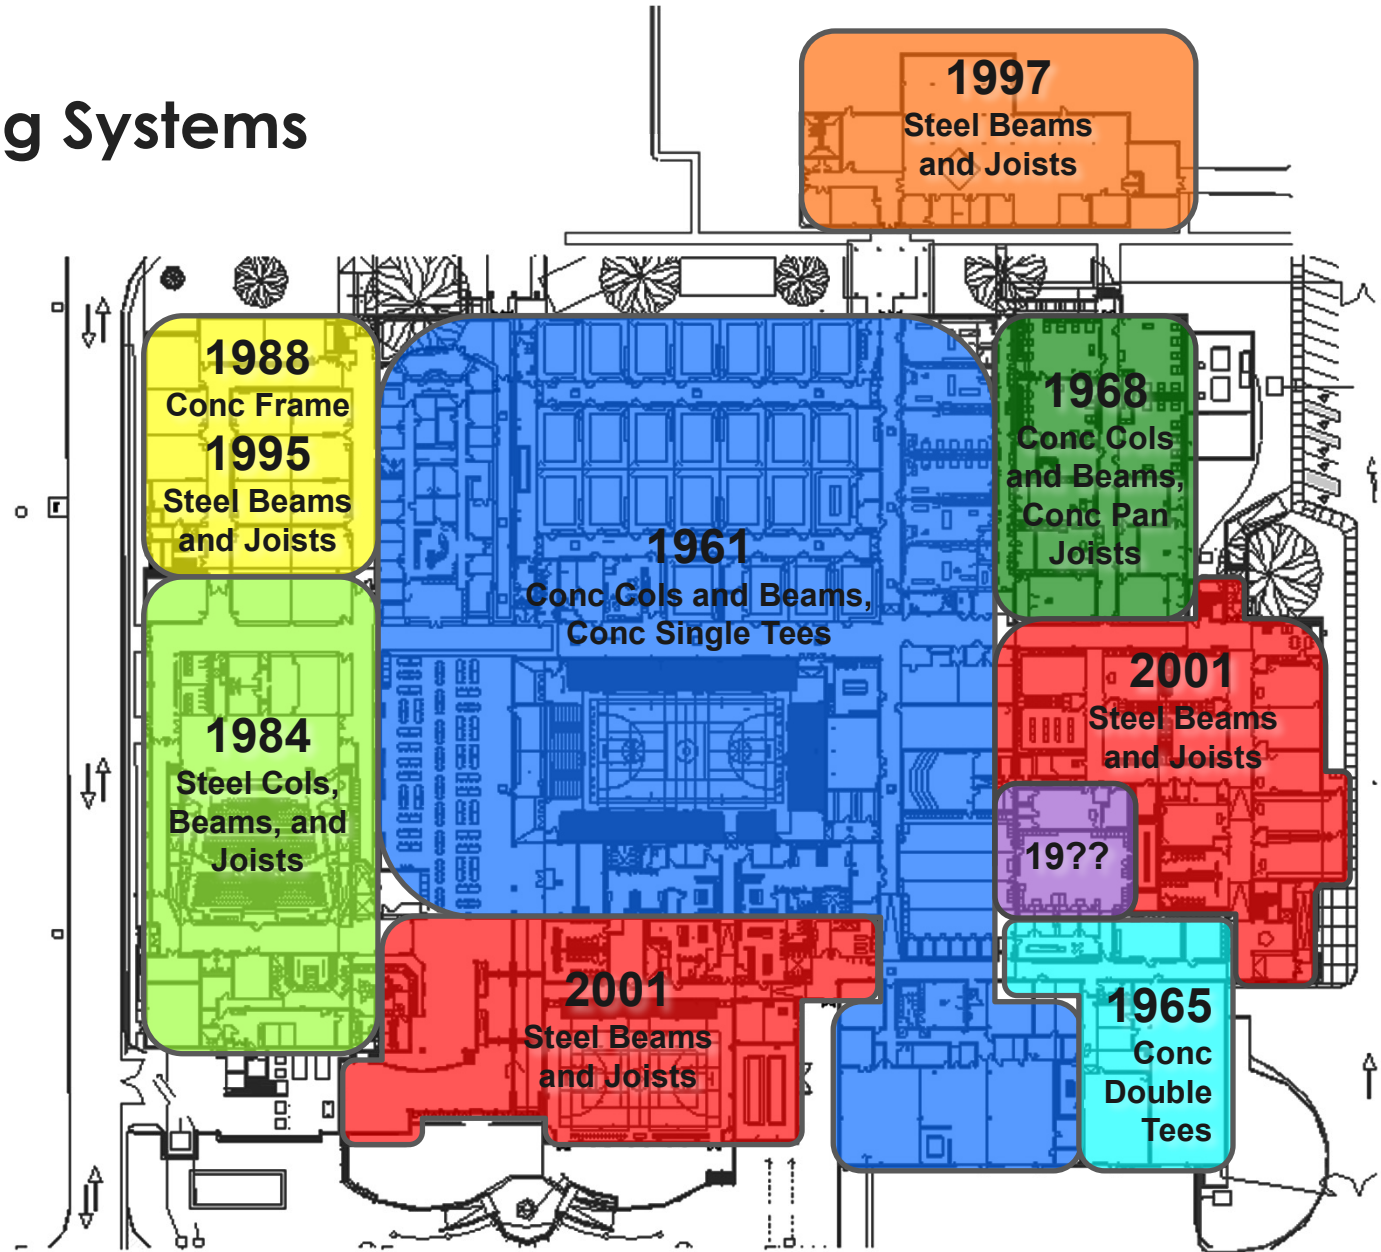 g Systems
1997
Steel Beams
and Joists
1988
Conc Frame
1995
Steel Beams
and Joists
1968
Conc Cols
and Beams,
Conc Pan
Joists
1961
Conc Cols and Beams,
Conc Single Tees
2001
Steel Beams
and Joists
1984
Steel Cols,
Beams, and
Joists
19??
2001
Steel Beams
and Joists
1965
Conc
Double
Tees